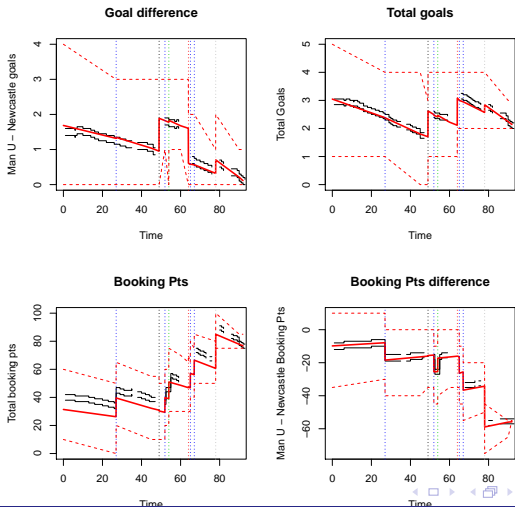 Goal difference
Man U − Newcastle goals
0 1 2 3 4
0 20 40 60 80
Time
Total goals
Total Goals
0 1 2 3 4 5
0 20 40 60 80
Time
Booking Pts
Total booking pts
0 20 40 60 80 100
0 20 40 60 80
Time
Booking Pts difference
Man U − Newcastle Booking Pts
−60 −40 −20 0
0 20 40 60 80
Time